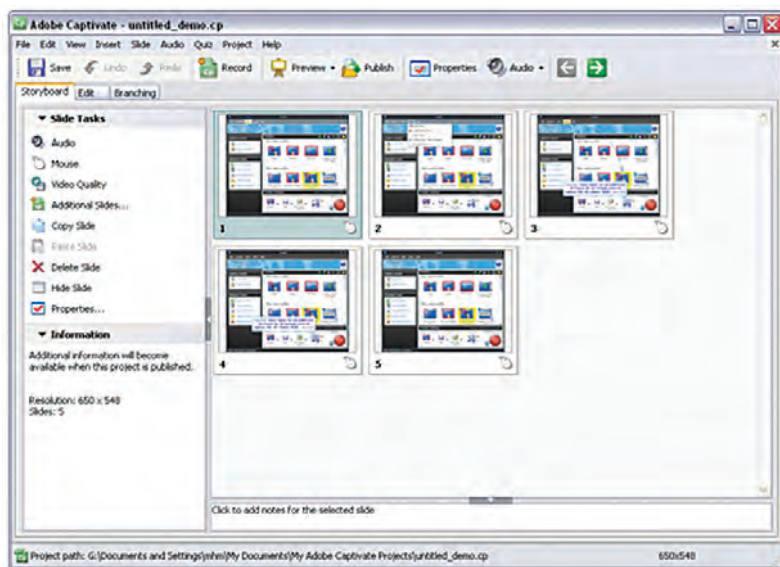 Adobe Captivate - untitled_demo.cp
File Edit View Insert Slide Audio Quiz Project Help
Save Undo Redo Record Preview Publish Properties Audio
Storyboard Edit Branching
Slide Tasks
Audio
Mouse
Video Quality
Additional Slides...
Copy Slide
Paste Slide
Delete Slide
Hide Slide
Properties...
Information
Additional information will become
available when this project is published.
Resolution: 650 x 548
Slides: 5
1
2
3
4
5
Click to add notes for the selected slide
Project path: G:\Documents and Settings\mhm\My Documents\My Adobe Captivate Projects\untitled_demo.cp 650x548